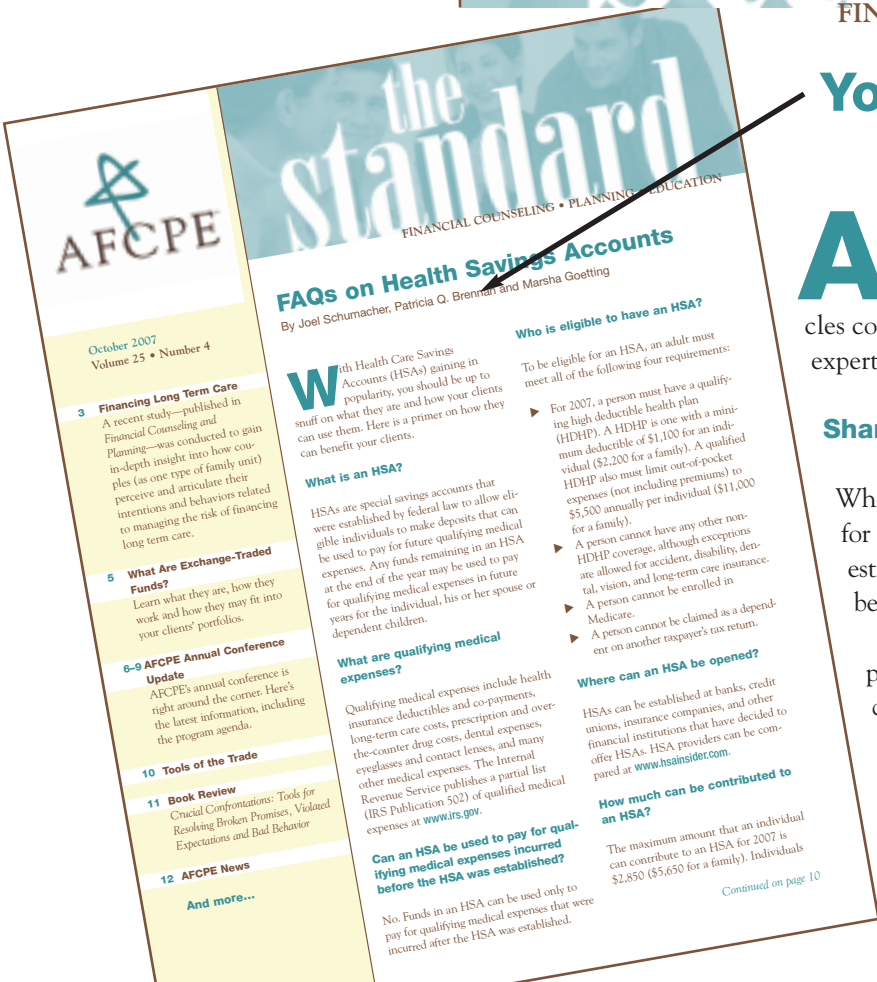 FIN
Yo
the
standard
FINANCIAL COUNSELING • PLANNING • EDUCATION
AFCPE
October 2007
Volume 25 • Number 4
3 Financing Long Term Care
A recent study—published in
Financial Counseling and
Planning—was conducted to gain
in-depth insight into how cou-
ples (as one type of family unit)
perceive and articulate their
intentions and behaviors related
to managing the risk of financing
long term care.
5 What Are Exchange-Traded
Funds?
Learn what they are, how they
work and how they may fit into
your clients' portfolios.
6–9 AFCPE Annual Conference
Update
AFCPE's annual conference is
right around the corner. Here's
the latest information, including
the program agenda.
10 Tools of the Trade
11 Book Review
Crucial Confrontations: Tools for
Resolving Broken Promises, Violated
Expectations and Bad Behavior
12 AFCPE News
And more...
FAQs on Health Savings Accounts
By Joel Schumacher, Patricia Q. Brennan and Marsha Goetting
With Health Care Savings
Accounts (HSAs) gaining in
popularity, you should be up to
snuff on what they are and how your clients
can use them. Here is a primer on how they
can benefit your clients.
What is an HSA?
HSAs are special savings accounts that
were established by federal law to allow eli-
gible individuals to make deposits that can
be used to pay for future qualifying medical
expenses. Any funds remaining in an HSA
at the end of the year may be used to pay
for qualifying medical expenses in future
years for the individual, his or her spouse or
dependent children.
What are qualifying medical
expenses?
Qualifying medical expenses include health
insurance deductibles and co-payments,
long-term care costs, prescription and over-
the-counter drug costs, dental expenses,
eyeglasses and contact lenses, and many
other medical expenses. The Internal
Revenue Service publishes a partial list
(IRS Publication 502) of qualified medical
expenses at www.irs.gov.
Can an HSA be used to pay for qual-
ifying medical expenses incurred
before the HSA was established?
No. Funds in an HSA can be used only to
pay for qualifying medical expenses that were
incurred after the HSA was established.
Who is eligible to have an HSA?
To be eligible for an HSA, an adult must
meet all of the following four requirements:
► For 2007, a person must have a qualify-
ing high deductible health plan
(HDHP). A HDHP is one with a mini-
mum deductible of $1,100 for an indi-
vidual ($2,200 for a family). A qualified
HDHP also must limit out-of-pocket
expenses (not including premiums) to
$5,500 annually per individual ($11,000
for a family).
► A person cannot have any other non-
HDHP coverage, although exceptions
are allowed for accident, disability, den-
tal, vision, and long-term care insurance.
► A person cannot be enrolled in
Medicare.
► A person cannot be claimed as a depend-
ent on another taxpayer's tax return.
Where can an HSA be opened?
HSAs can be established at banks, credit
unions, insurance companies, and other
financial institutions that have decided to
offer HSAs. HSA providers can be com-
pared at www.hsainsider.com.
How much can be contributed to
an HSA?
The maximum amount that an individual
can contribute to an HSA for 2007 is
$2,850 ($5,650 for a family). Individuals
Continued on page 10
A
cles co
expert
Shar
Wh
for
esti
be
p
c